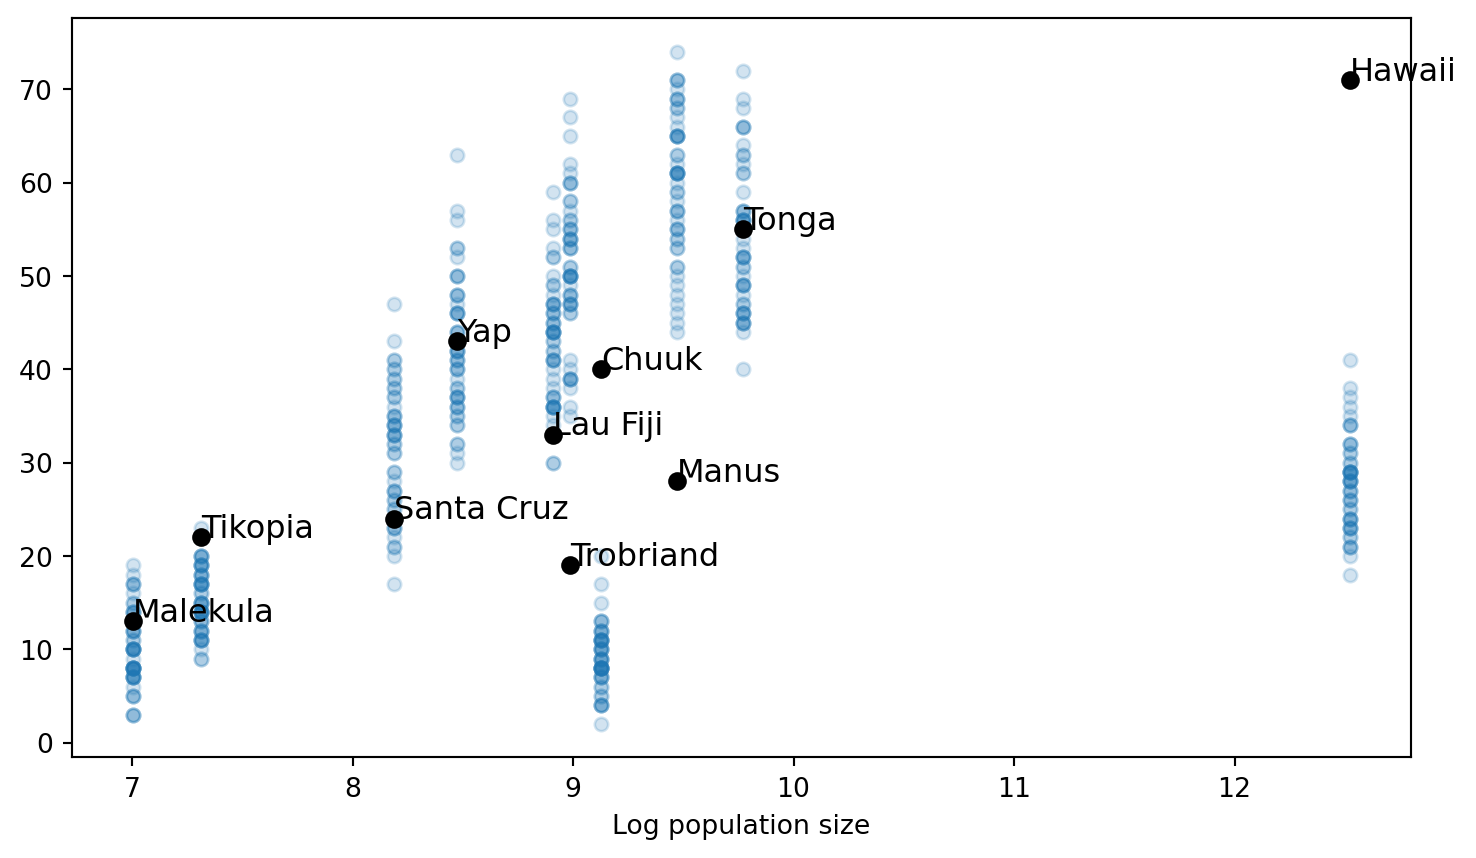 70
Hawaii
60
Tonga
50
Yap
40
Chuuk
Lau Fiji
30
Manus
Santa Cruz
Tikopia
20
Trobriand
Malekula
10
0
7 8 9 10 11 12
Log population size